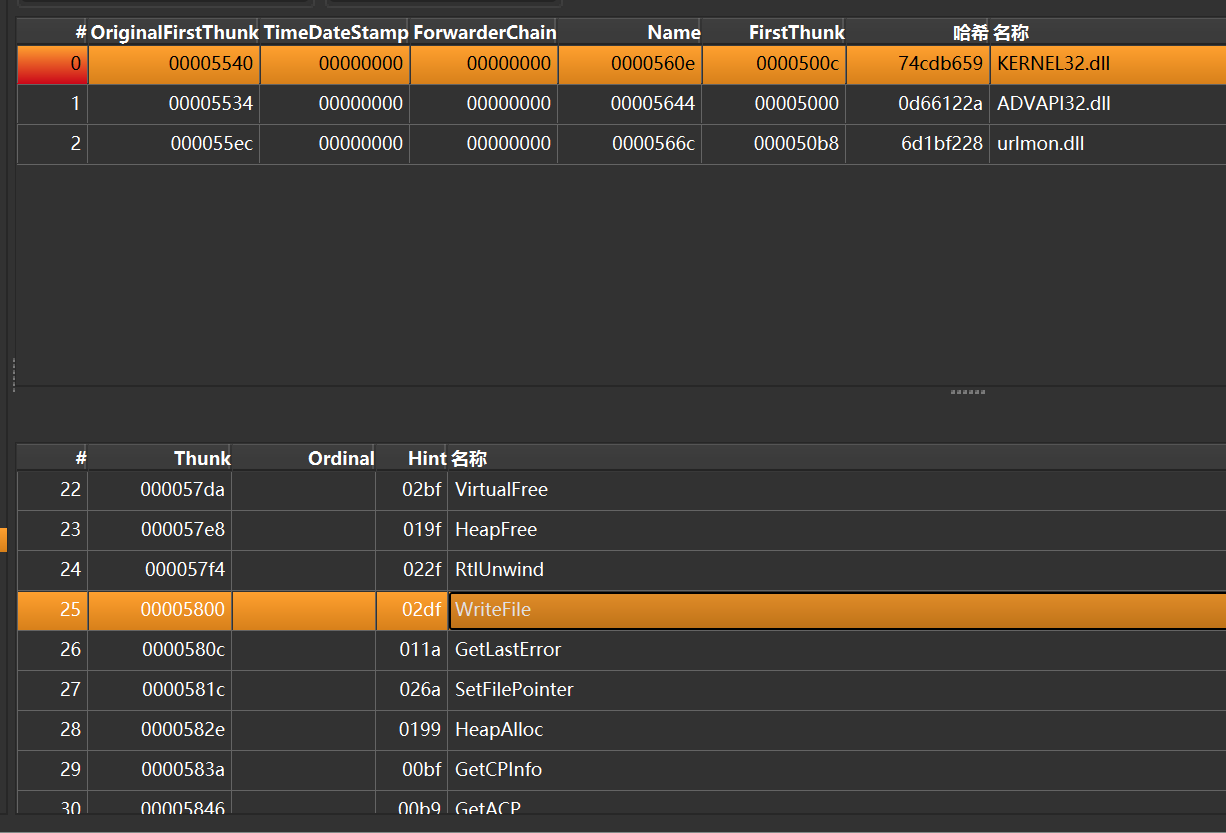 # OriginalFirstThunk TimeDateStamp ForwarderChain Name FirstThunk 哈希 名称
0 00005540 00000000 00000000 0000560e 0000500c 74cdb659 KERNEL32.dll
1 00005534 00000000 00000000 00005644 00005000 0d66122a ADVAPI32.dll
2 000055ec 00000000 00000000 0000566c 000050b8 6d1bf228 urlmon.dll
# Thunk Ordinal Hint 名称
22 000057da 02bf VirtualFree
23 000057e8 019f HeapFree
24 000057f4 022f RtlUnwind
25 00005800 02df WriteFile
26 0000580c 011a GetLastError
27 0000581c 026a SetFilePointer
28 0000582e 0199 HeapAlloc
29 0000583a 00bf GetCPInfo
30 00005846 00b9 GetACP